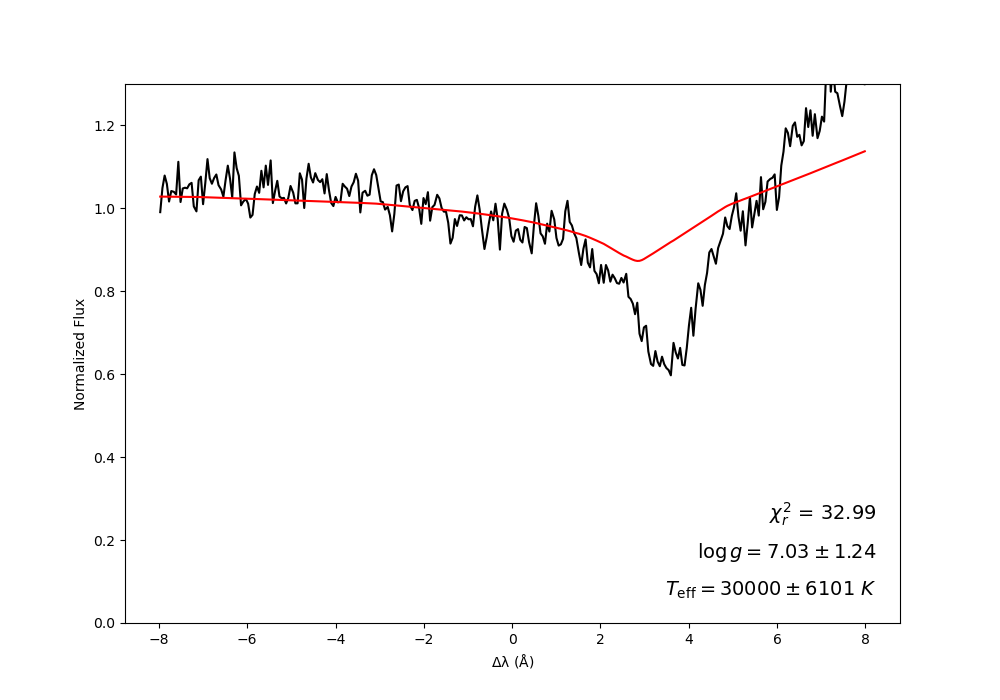 1.2
1.0
0.8
0.6
0.4
0.2
0.0
Normalized Flux
χ²ᵣ = 32.99
log g = 7.03 ± 1.24
T_eff = 30000 ± 6101 K
−8 −6 −4 −2 0 2 4 6 8
Δλ (Å)